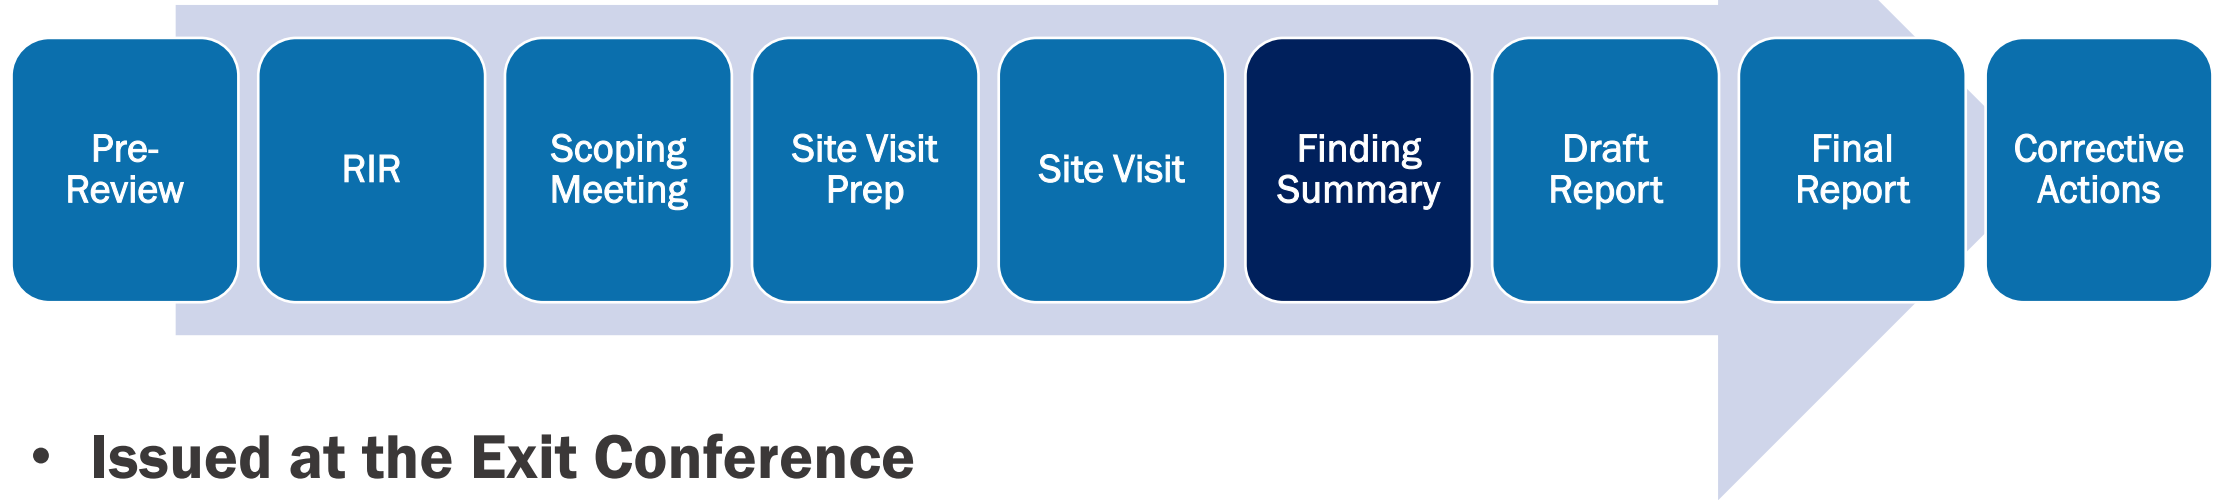 Pre-
Review
RIR
Scoping
Meeting
Site Visit
Prep
Site Visit
Finding
Summary
Draft
Report
Final
Report
Corrective
Actions
• Issued at the Exit Conference